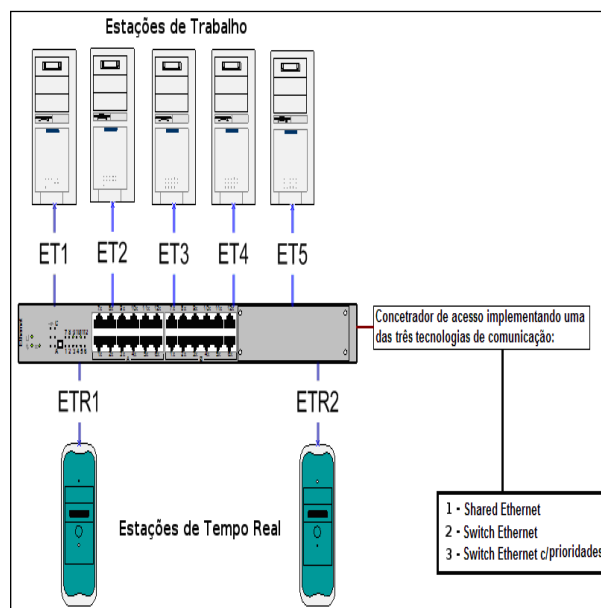 Estações de Trabalho
ET1
ET2
ET3
ET4
ET5
Concetrador de acesso implementando uma
das três tecnologias de comunicação:
ETR1
ETR2
Estações de Tempo Real
1 - Shared Ethernet
2 - Switch Ethernet
3 - Switch Ethernet c/prioridades